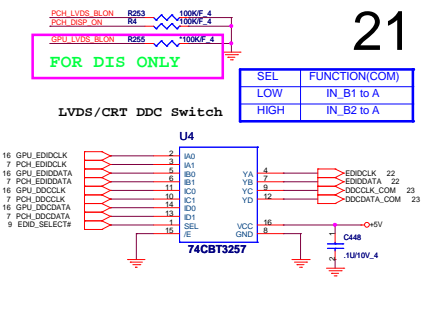 PCH_LVDS_BLON R253 100K/F_4
PCH_DISP_ON R4 100K/F_4
GPU_LVDS_BLON R255 *100K/F_4
FOR DIS ONLY
21
SEL FUNCTION(COM)
LOW IN_B1 to A
HIGH IN_B2 to A
LVDS/CRT DDC Switch
U4
16 GPU_EDIDCLK 2 IA0
7 PCH_EDIDCLK 3 IA1
16 GPU_EDIDDATA 5 IB0 YA 4 EDIDCLK 22
7 PCH_EDIDDATA 6 IB1 YB 7 EDIDDATA 22
16 GPU_DDCCLK 11 IC0 YC 9 DDCCLK_COM 23
7 PCH_DDCCLK 10 IC1 YD 12 DDCDATA_COM 23
16 GPU_DDCDATA 14 ID0
7 PCH_DDCDATA 13 ID1
9 EDID_SELECT# 1 SEL VCC 16 +5V
15 /E GND 8
74CBT3257
1 C448
2 .1U/10V_4